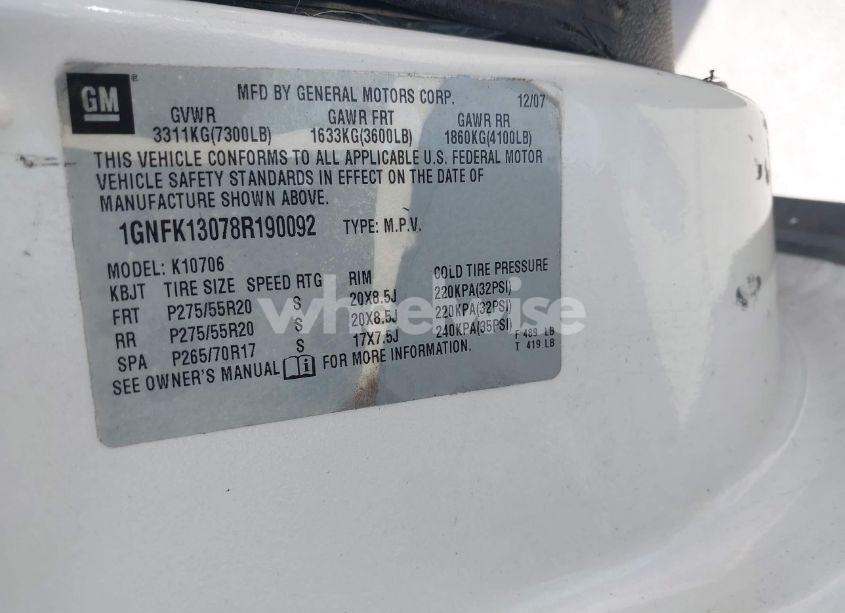 GM
MFD BY GENERAL MOTORS CORP. 12/07
GVWR GAWR FRT GAWR RR
3311KG(7300LB) 1633KG(3600LB) 1860KG(4100LB)
THIS VEHICLE CONFORMS TO ALL APPLICABLE U.S. FEDERAL MOTOR
VEHICLE SAFETY STANDARDS IN EFFECT ON THE DATE OF
MANUFACTURE SHOWN ABOVE.
1GNFK13078R190092 TYPE: M.P.V.
MODEL: K10706
KBJT TIRE SIZE SPEED RTG RIM COLD TIRE PRESSURE
FRT P275/55R20 S 20X8.5J 220KPA(32PSI)
RR P275/55R20 S 20X8.5J 220KPA(32PSI)
SPA P265/70R17 S 17X7.5J 240KPA(35PSI)
F 489 LB
T 419 LB
SEE OWNER'S MANUAL FOR MORE INFORMATION.